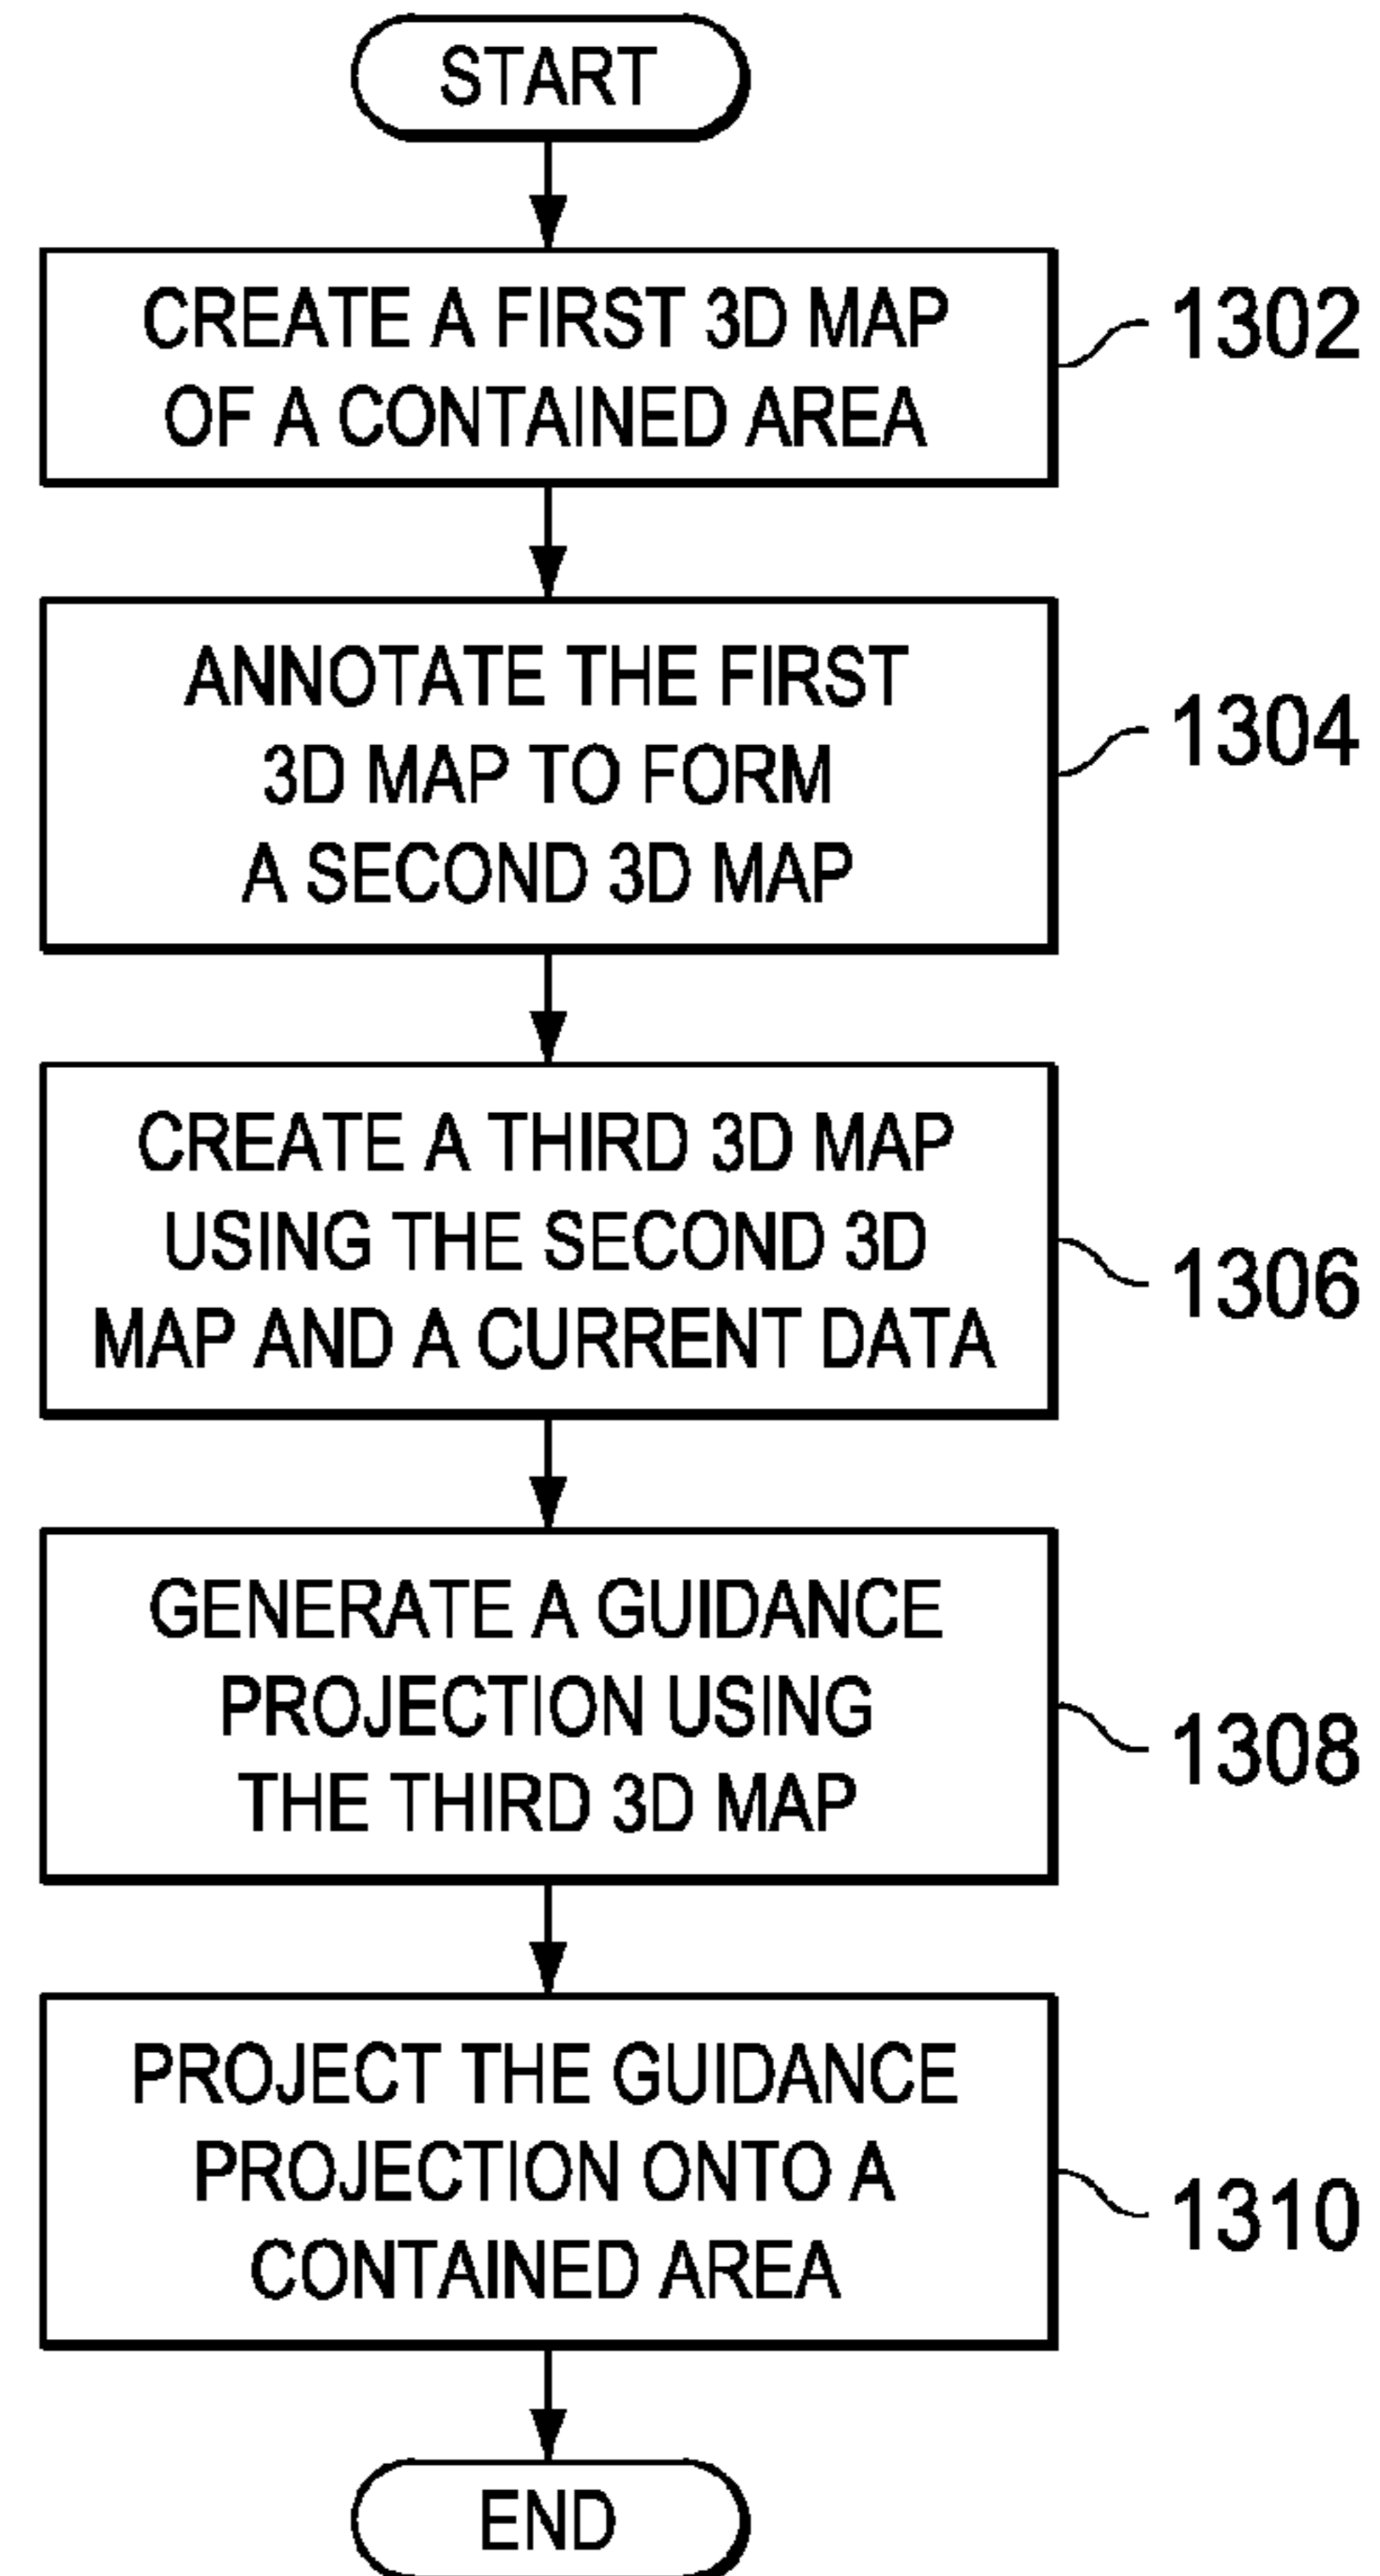 START
CREATE A FIRST 3D MAP
OF A CONTAINED AREA
1302
ANNOTATE THE FIRST
3D MAP TO FORM
A SECOND 3D MAP
1304
CREATE A THIRD 3D MAP
USING THE SECOND 3D
MAP AND A CURRENT DATA
1306
GENERATE A GUIDANCE
PROJECTION USING
THE THIRD 3D MAP
1308
PROJECT THE GUIDANCE
PROJECTION ONTO A
CONTAINED AREA
1310
END